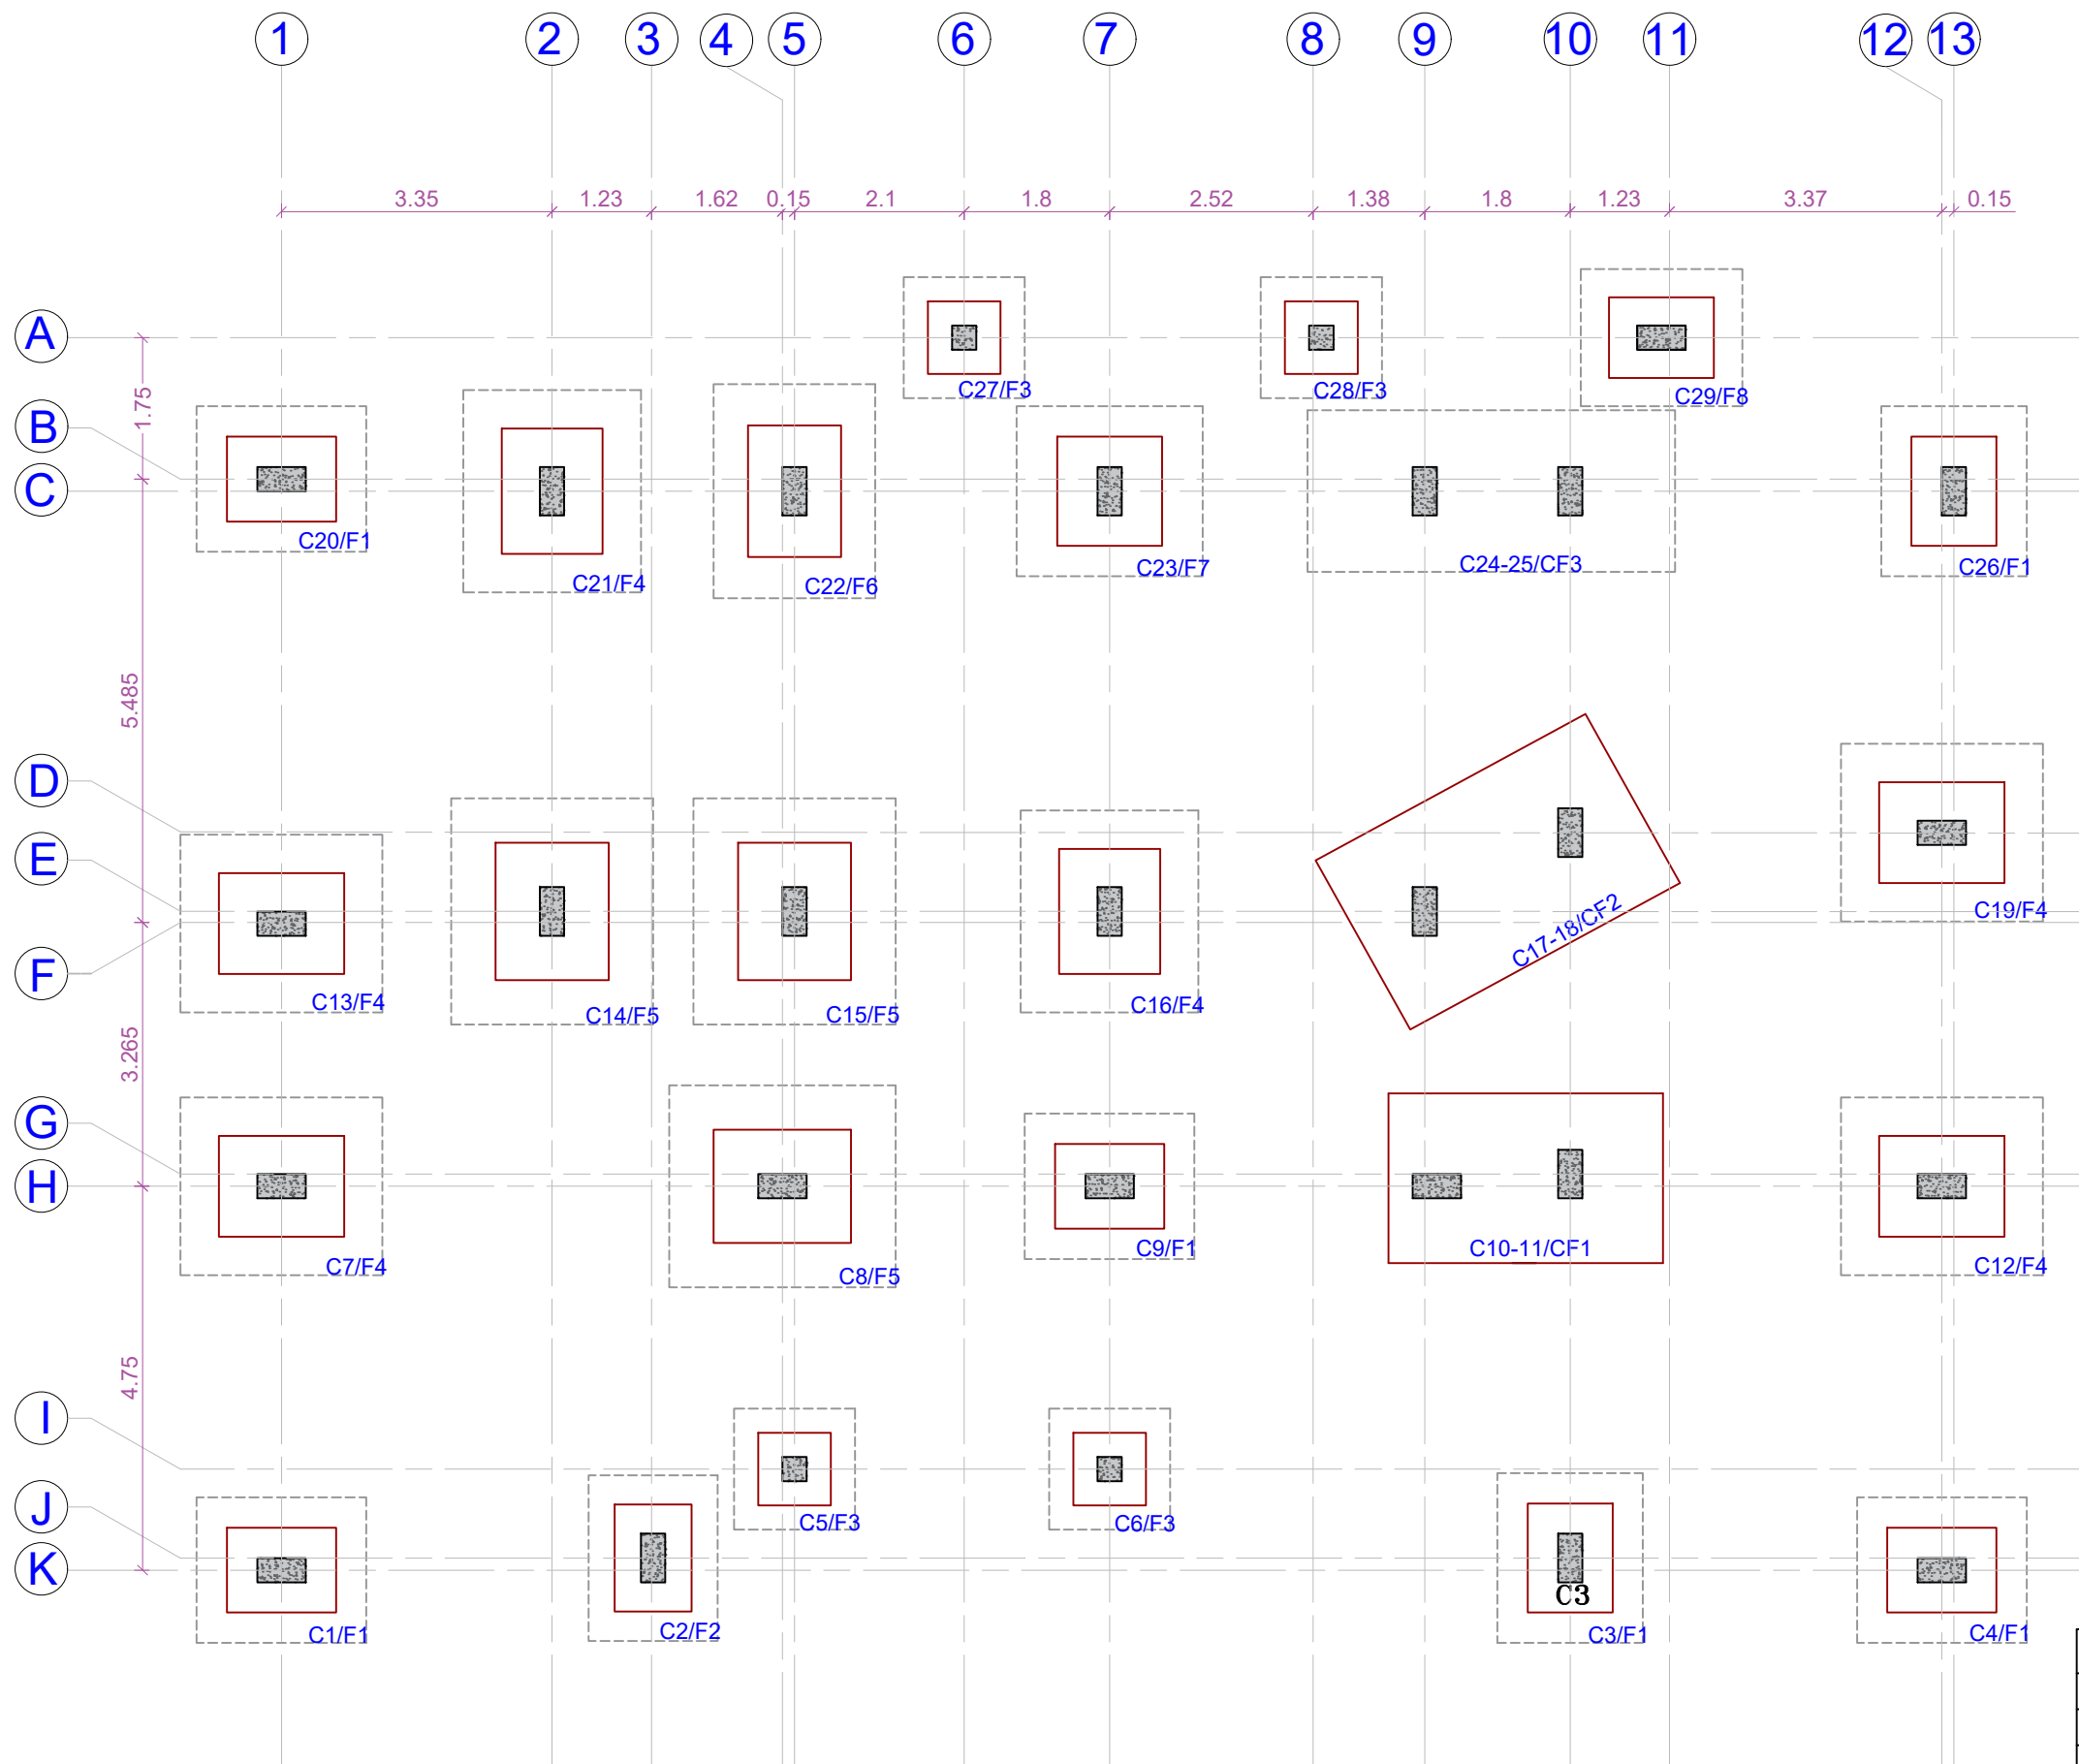 1 2 3 4 5 6 7 8 9 10 11 12 13
3.35 1.23 1.62 0.15 2.1 1.8 2.52 1.38 1.8 1.23 3.37 0.15
A
C27/F3 C28/F3 C29/F8
1.75
B
C
C20/F1 C21/F4 C22/F6 C23/F7 C24-25/CF3 C26/F1
5.485
D
E
F
C13/F4 C14/F5 C15/F5 C16/F4 C17-18/CF2 C19/F4
3.265
G
H
C7/F4 C8/F5 C9/F1 C10-11/CF1 C12/F4
4.75
I
J
C5/F3 C6/F3
K
C3
C1/F1 C2/F2 C3/F1 C4/F1